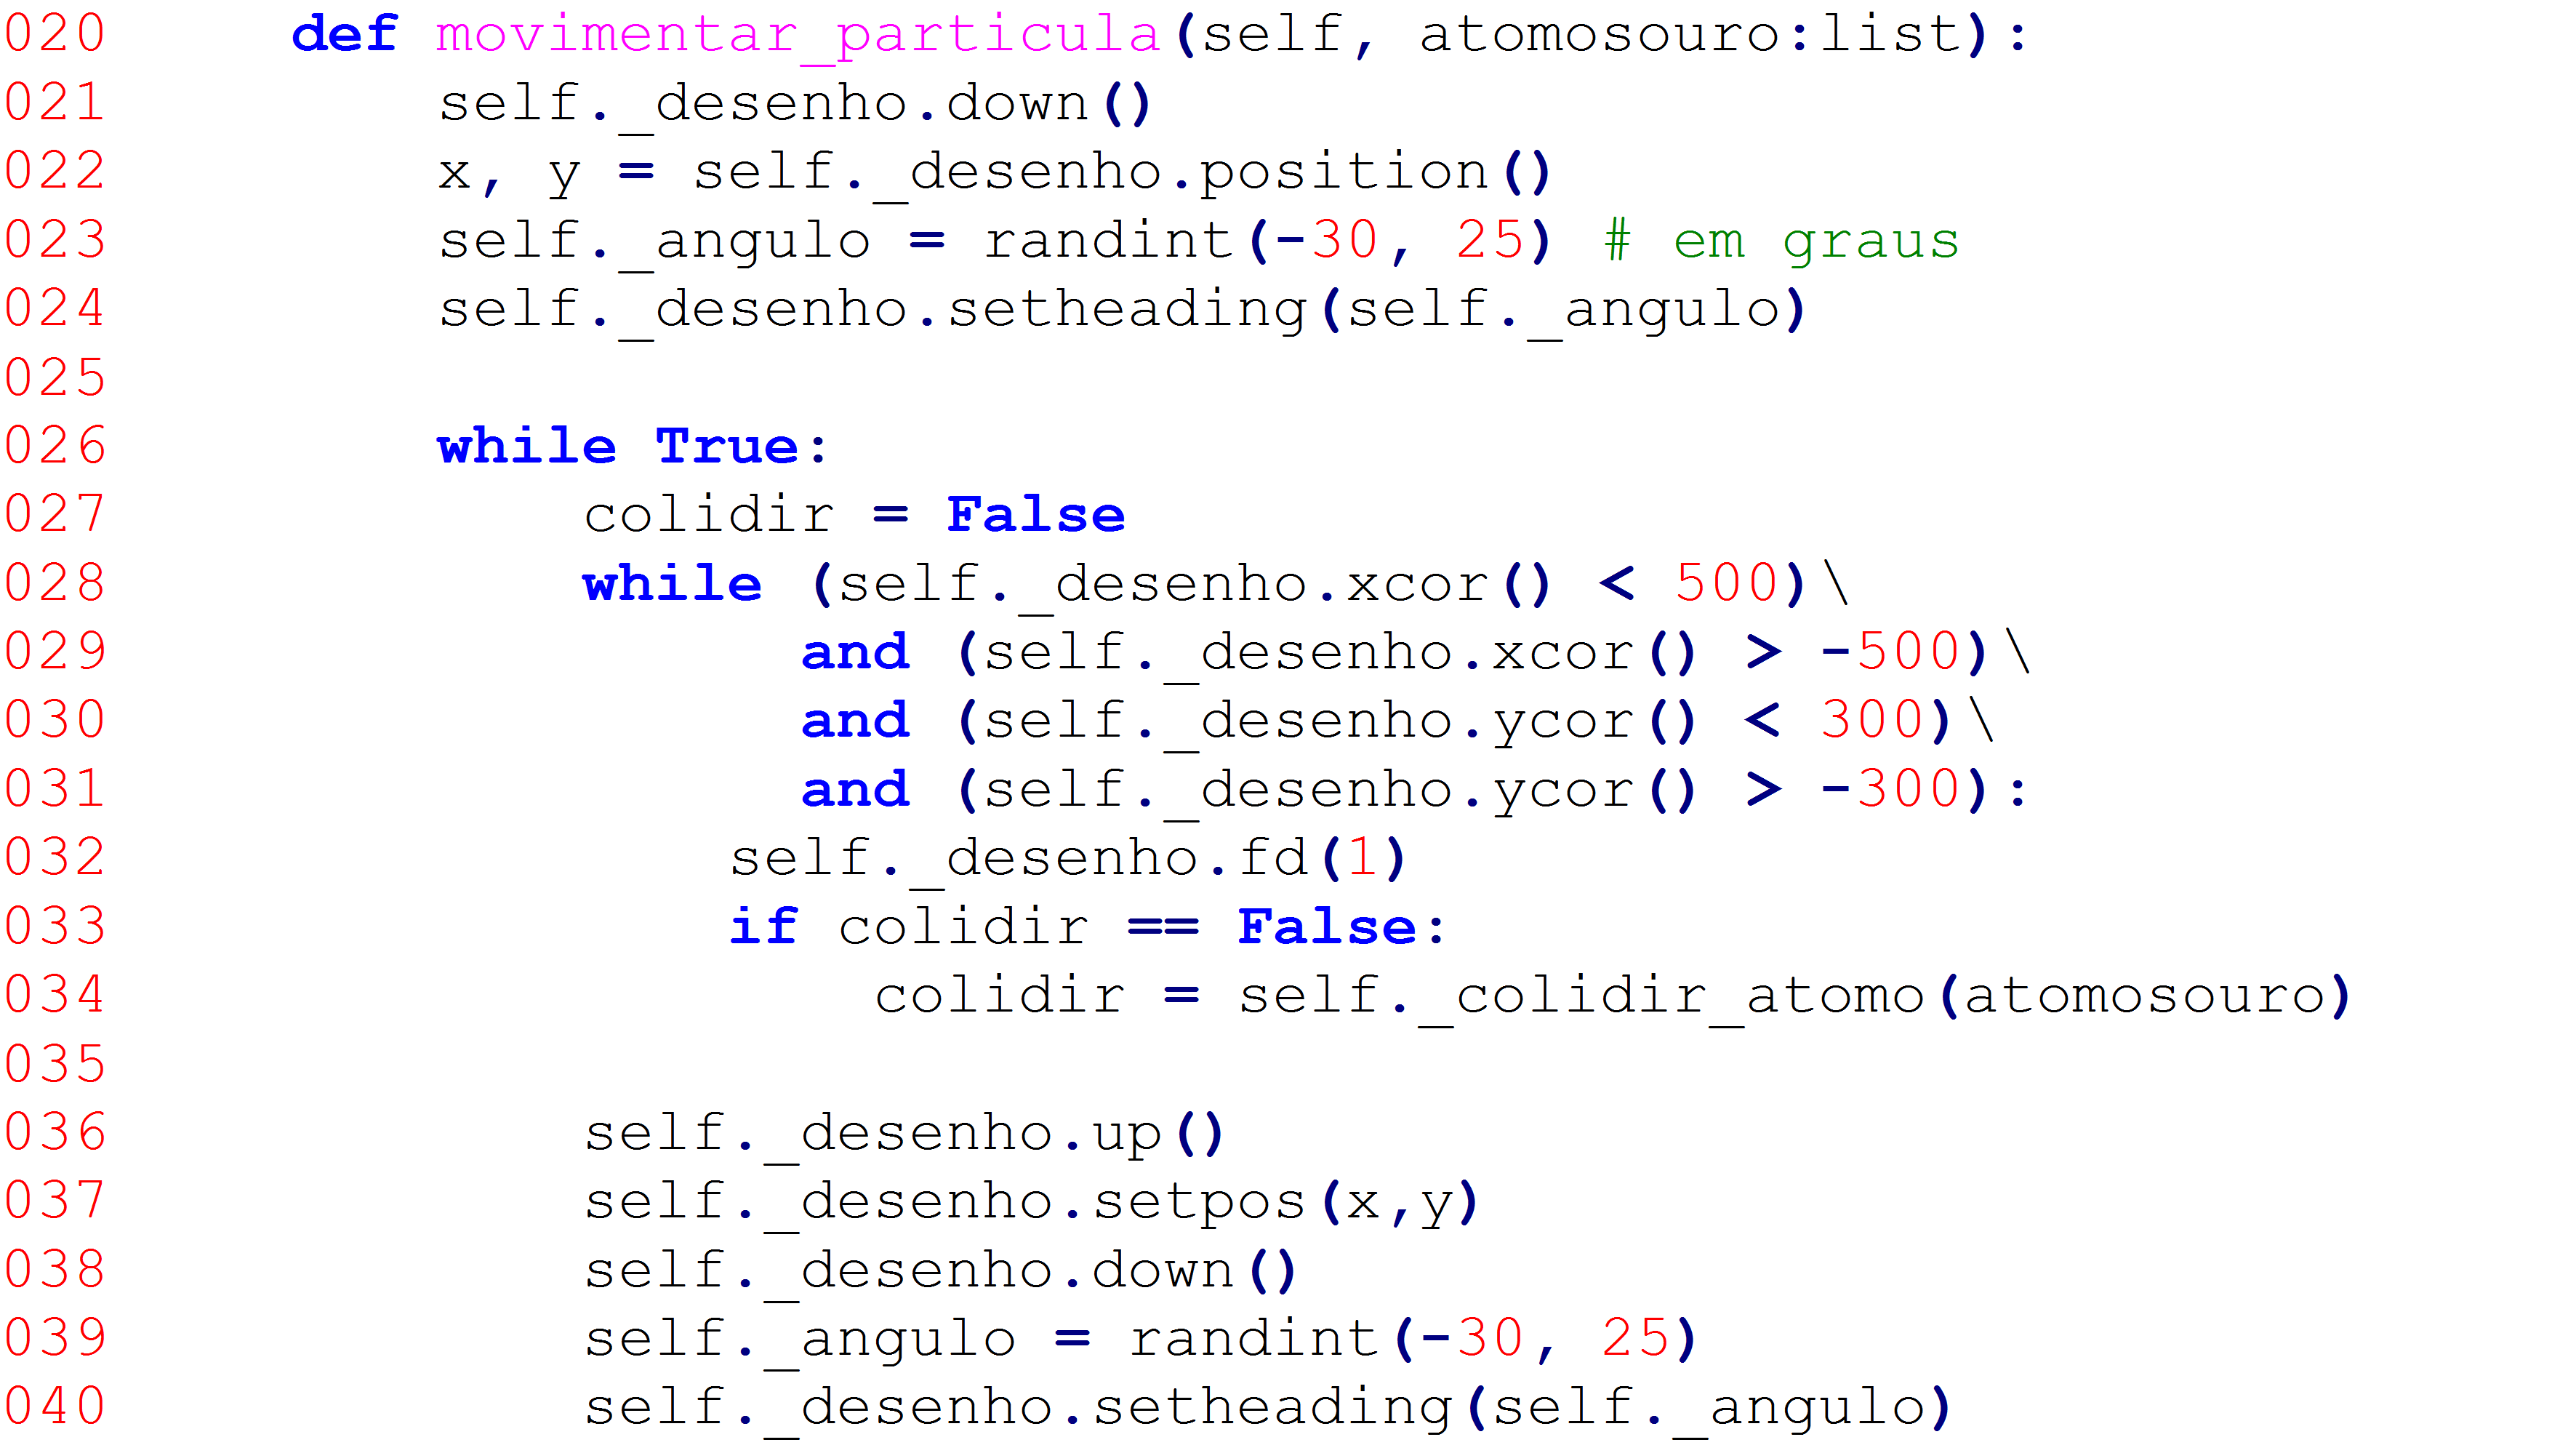 020     def movimentar_particula(self, atomosouro:list):
021         self._desenho.down()
022         x, y = self._desenho.position()
023         self._angulo = randint(-30, 25) # em graus
024         self._desenho.setheading(self._angulo)
025
026         while True:
027             colidir = False
028             while (self._desenho.xcor() < 500)\
029                   and (self._desenho.xcor() > -500)\
030                   and (self._desenho.ycor() < 300)\
031                   and (self._desenho.ycor() > -300):
032                 self._desenho.fd(1)
033                 if colidir == False:
034                     colidir = self._colidir_atomo(atomosouro)
035
036             self._desenho.up()
037             self._desenho.setpos(x,y)
038             self._desenho.down()
039             self._angulo = randint(-30, 25)
040             self._desenho.setheading(self._angulo)